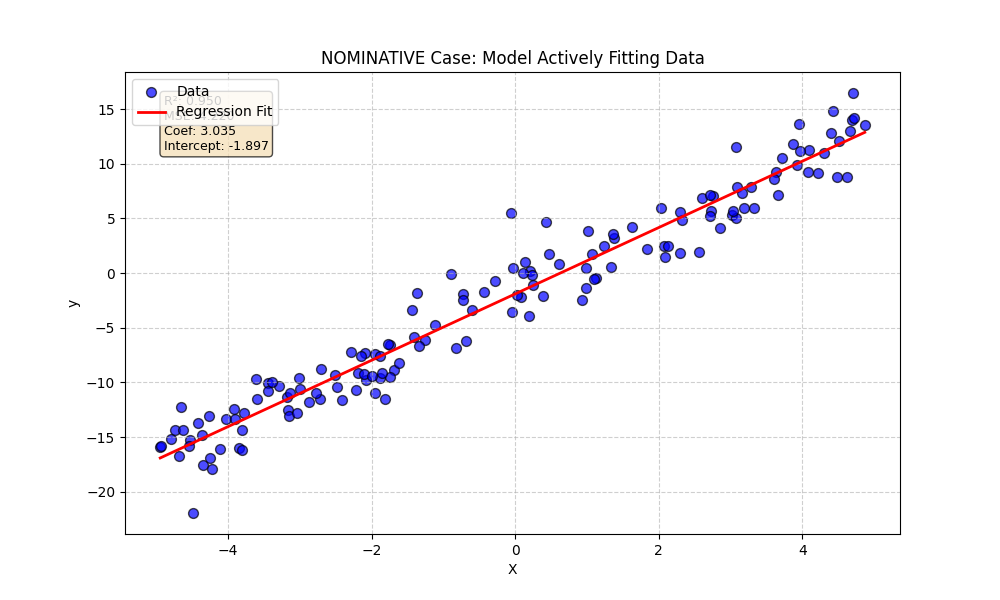 NOMINATIVE Case: Model Actively Fitting Data
Data
R²: 0.950
Regression Fit
Coef: 3.035
Intercept: -1.897
15
10
5
0
−5
−10
−15
−20
y
−4
−2
0
2
4
X